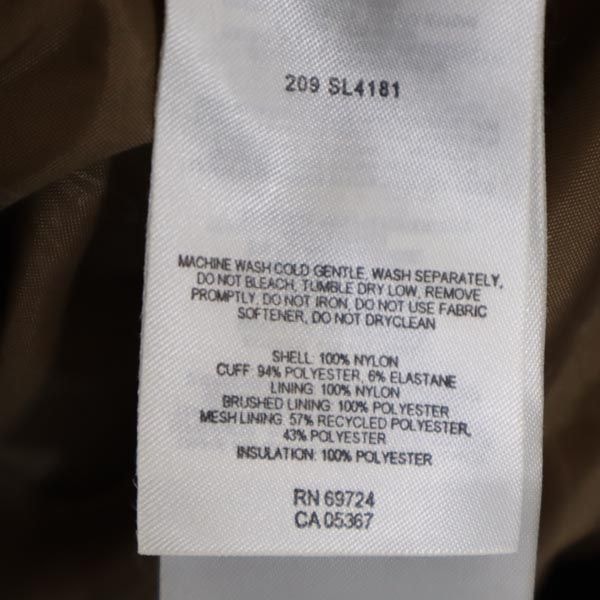 209 SL4181
MACHINE WASH COLD GENTLE, WASH SEPARATELY,
DO NOT BLEACH, TUMBLE DRY LOW, REMOVE
PROMPTLY, DO NOT IRON, DO NOT USE FABRIC
SOFTENER, DO NOT DRYCLEAN
SHELL: 100% NYLON
CUFF: 94% POLYESTER, 6% ELASTANE
LINING: 100% NYLON
BRUSHED LINING: 100% POLYESTER
MESH LINING: 57% RECYCLED POLYESTER,
43% POLYESTER
INSULATION: 100% POLYESTER
RN 69724
CA 05367